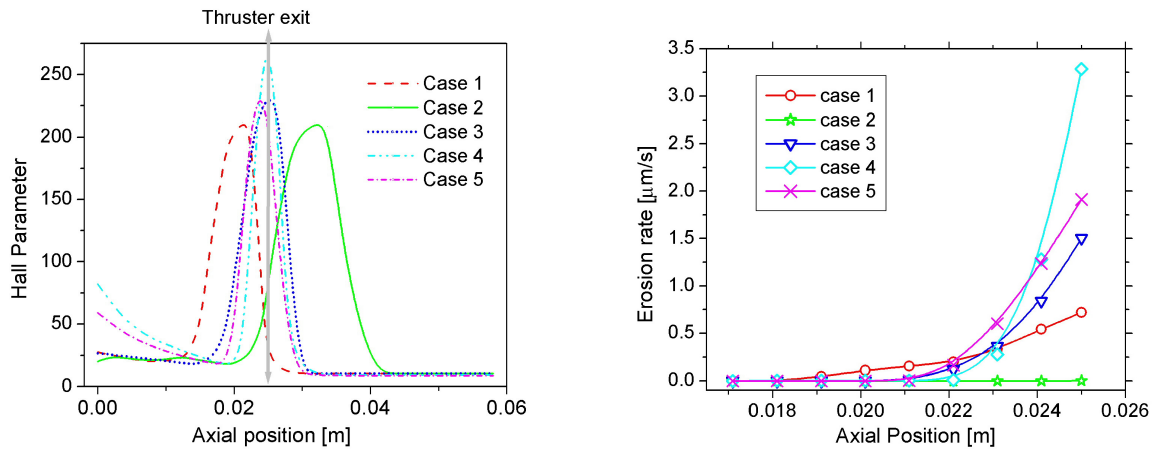 Thruster exit
250
200
150
100
50
0
Hall Parameter
Case 1
Case 2
Case 3
Case 4
Case 5
0.00
0.02
0.04
0.06
Axial position [m]
3.5
3.0
2.5
2.0
1.5
1.0
0.5
0.0
Erosion rate [μm/s]
case 1
case 2
case 3
case 4
case 5
0.018
0.020
0.022
0.024
0.026
Axial Position [m]